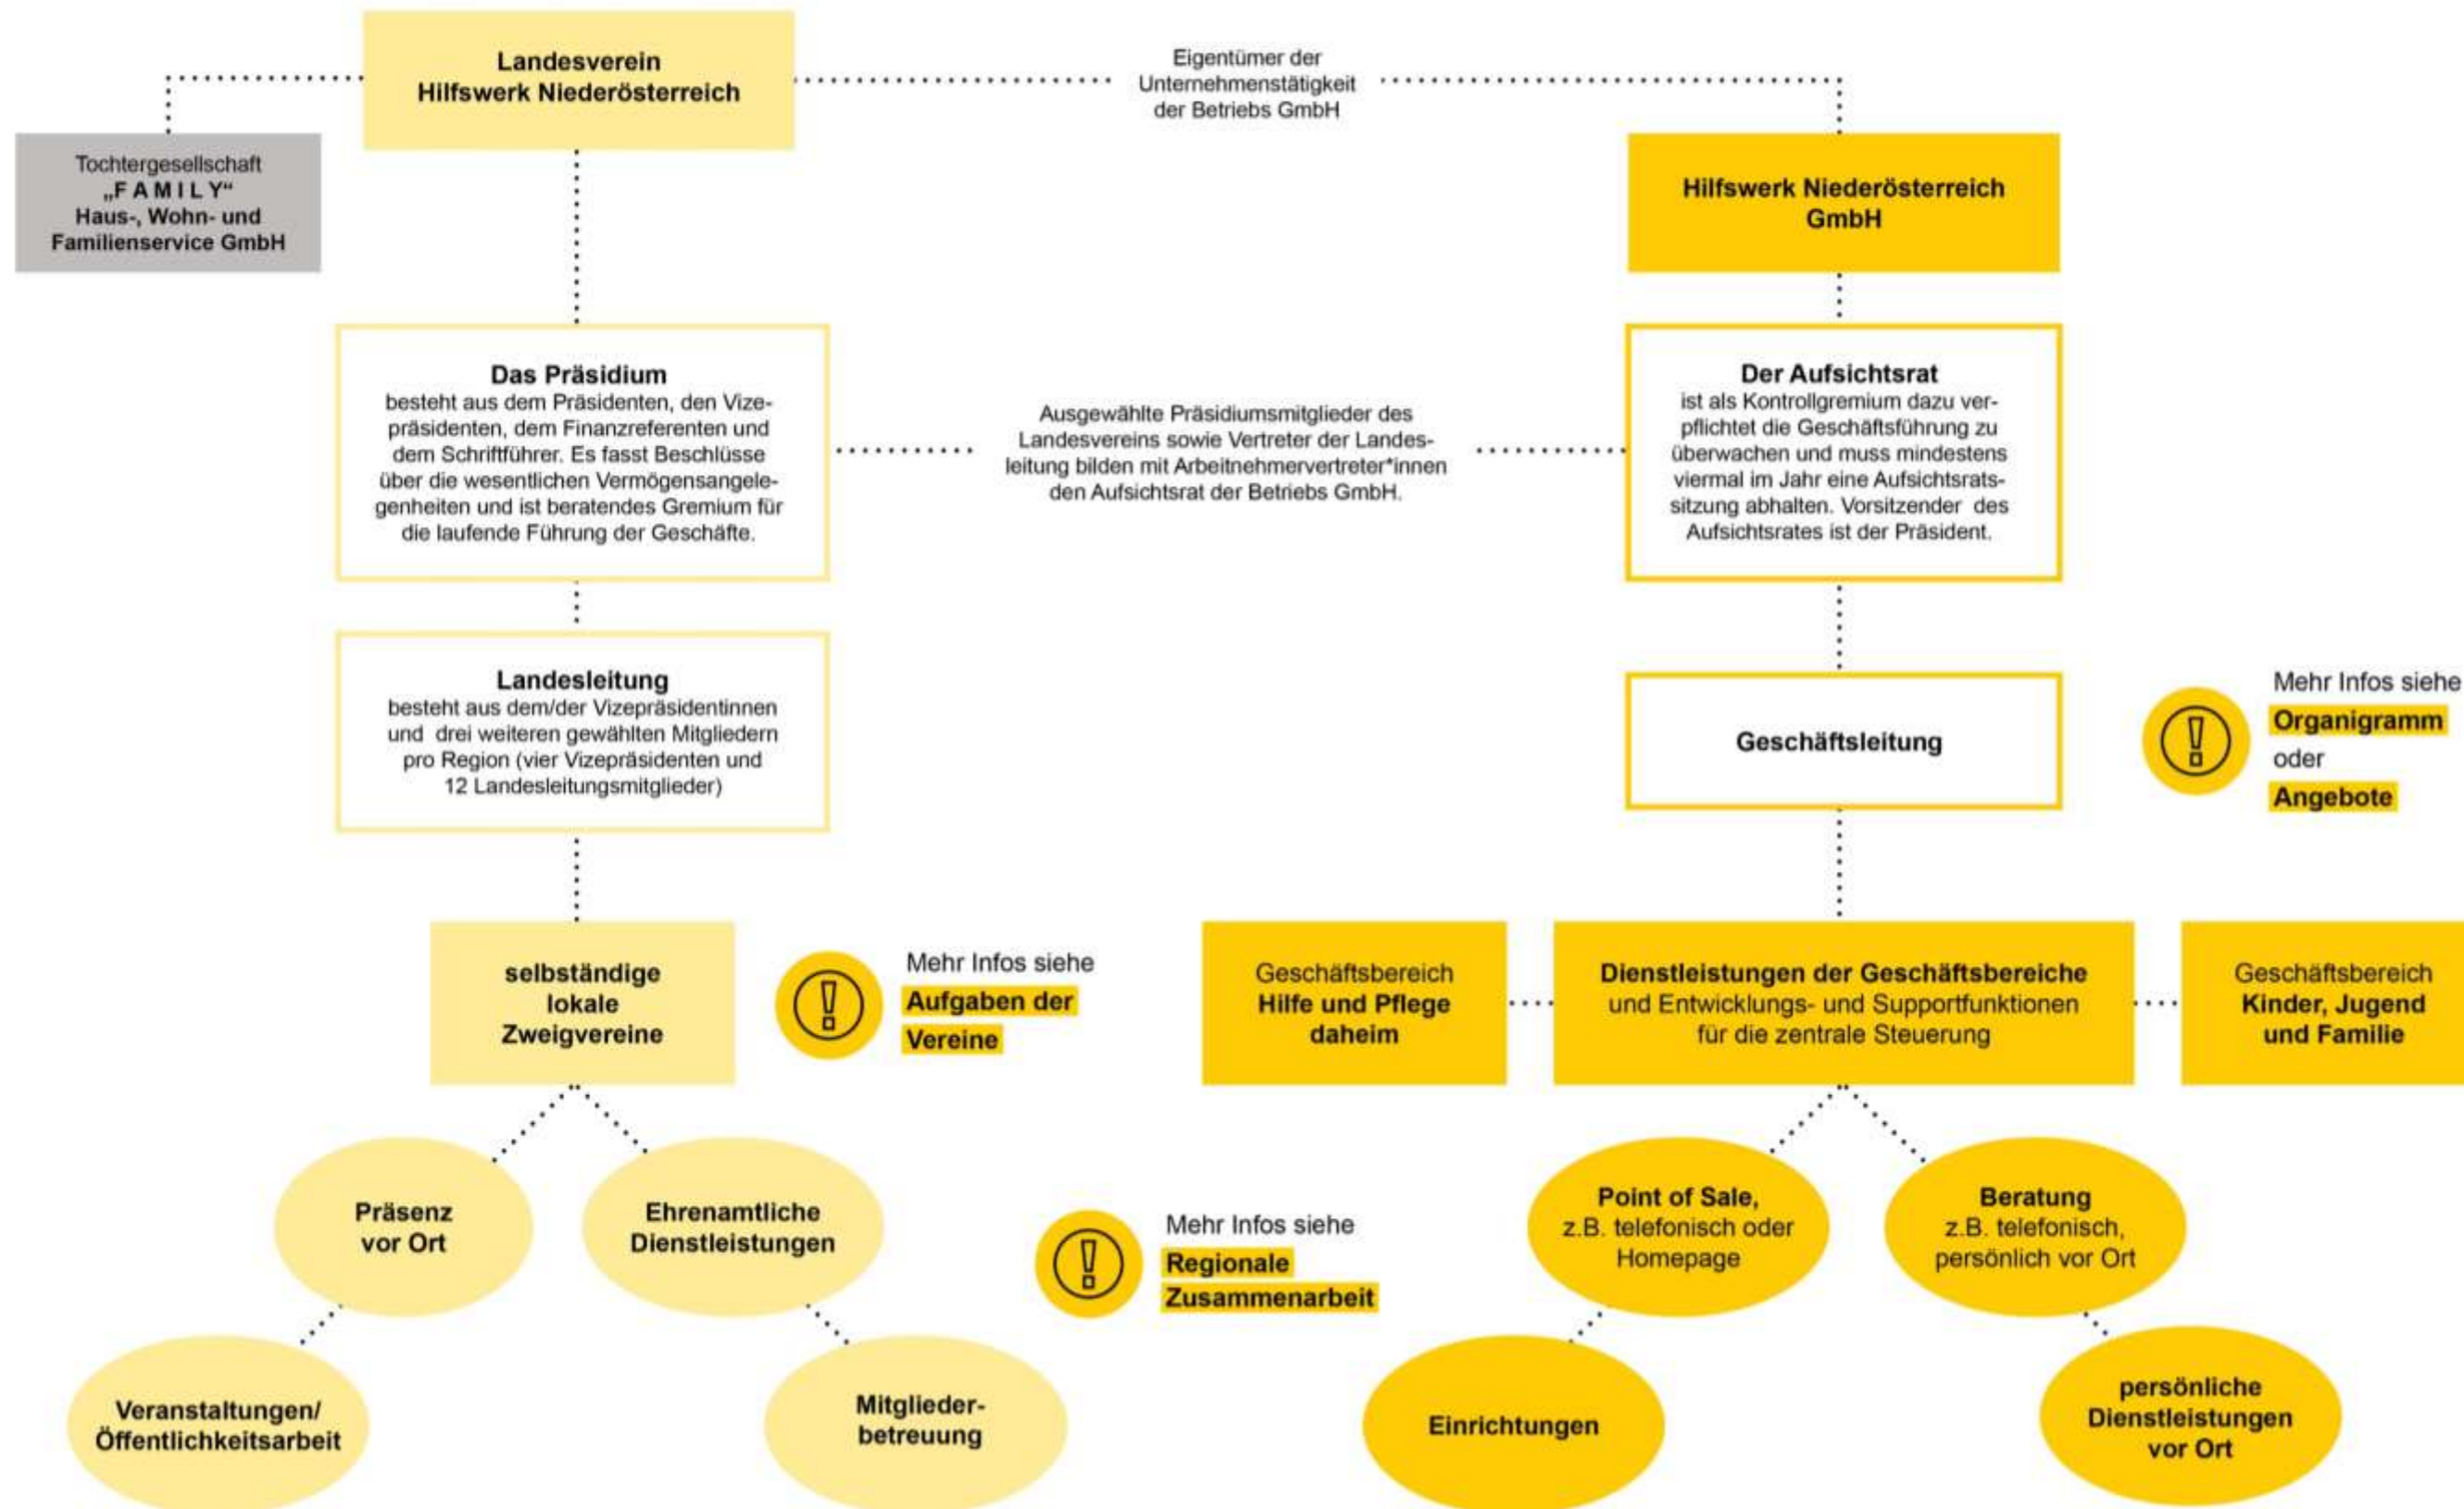 Landesverein
Hilfswerk Niederösterreich
Eigentümer der
Unternehmenstätigkeit
der Betriebs GmbH
Tochtergesellschaft
„F A M I L Y“
Haus-, Wohn- und
Familienservice GmbH
Hilfswerk Niederösterreich
GmbH
Das Präsidium
besteht aus dem Präsidenten, den Vize-
präsidenten, dem Finanzreferenten und
dem Schriftführer. Es fasst Beschlüsse
über die wesentlichen Vermögensangele-
genheiten und ist beratendes Gremium für
die laufende Führung der Geschäfte.
Ausgewählte Präsidiumsmitglieder des
Landesvereins sowie Vertreter der Landes-
leitung bilden mit Arbeitnehmervertreter*innen
den Aufsichtsrat der Betriebs GmbH.
Der Aufsichtsrat
ist als Kontrollgremium dazu ver-
pflichtet die Geschäftsführung zu
überwachen und muss mindestens
viermal im Jahr eine Aufsichtsrats-
sitzung abhalten. Vorsitzender des
Aufsichtsrates ist der Präsident.
Landesleitung
besteht aus dem/der Vizepräsidentinnen
und drei weiteren gewählten Mitgliedern
pro Region (vier Vizepräsidenten und
12 Landesleitungsmitglieder)
Geschäftsleitung
Mehr Infos siehe
Organigramm
oder
Angebote
selbständige
lokale
Zweigvereine
Mehr Infos siehe
Aufgaben der
Vereine
Geschäftsbereich
Hilfe und Pflege
daheim
Dienstleistungen der Geschäftsbereiche
und Entwicklungs- und Supportfunktionen
für die zentrale Steuerung
Geschäftsbereich
Kinder, Jugend
und Familie
Präsenz
vor Ort
Ehrenamtliche
Dienstleistungen
Mehr Infos siehe
Regionale
Zusammenarbeit
Point of Sale,
z.B. telefonisch oder
Homepage
Beratung
z.B. telefonisch,
persönlich vor Ort
Veranstaltungen/
Öffentlichkeitsarbeit
Mitglieder-
betreuung
Einrichtungen
persönliche
Dienstleistungen
vor Ort